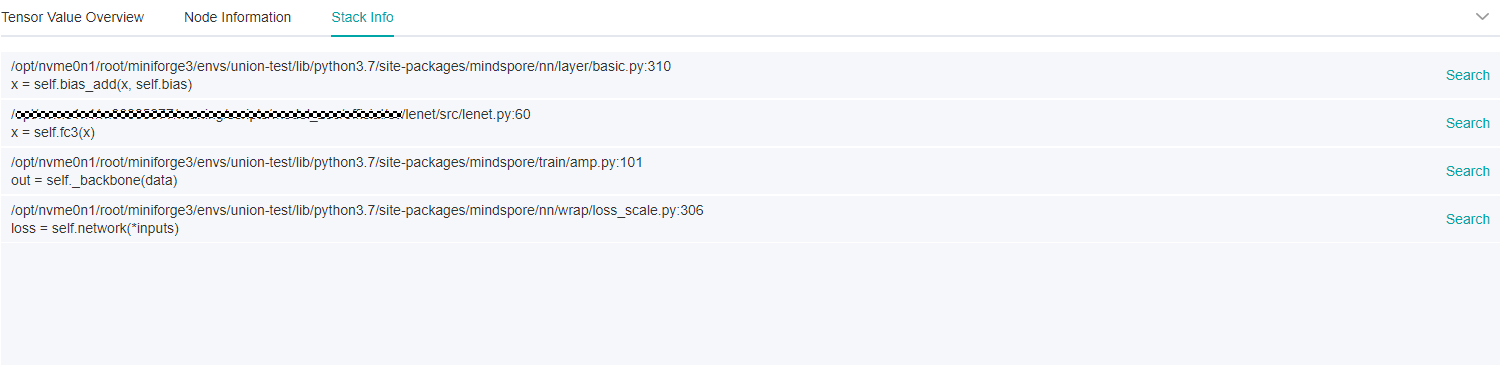 Tensor Value Overview Node Information Stack Info
/opt/nvme0n1/root/miniforge3/envs/union-test/lib/python3.7/site-packages/mindspore/nn/layer/basic.py:310
x = self.bias_add(x, self.bias)
Search
/lenet/src/lenet.py:60
x = self.fc3(x)
Search
/opt/nvme0n1/root/miniforge3/envs/union-test/lib/python3.7/site-packages/mindspore/train/amp.py:101
out = self._backbone(data)
Search
/opt/nvme0n1/root/miniforge3/envs/union-test/lib/python3.7/site-packages/mindspore/nn/wrap/loss_scale.py:306
loss = self.network(*inputs)
Search